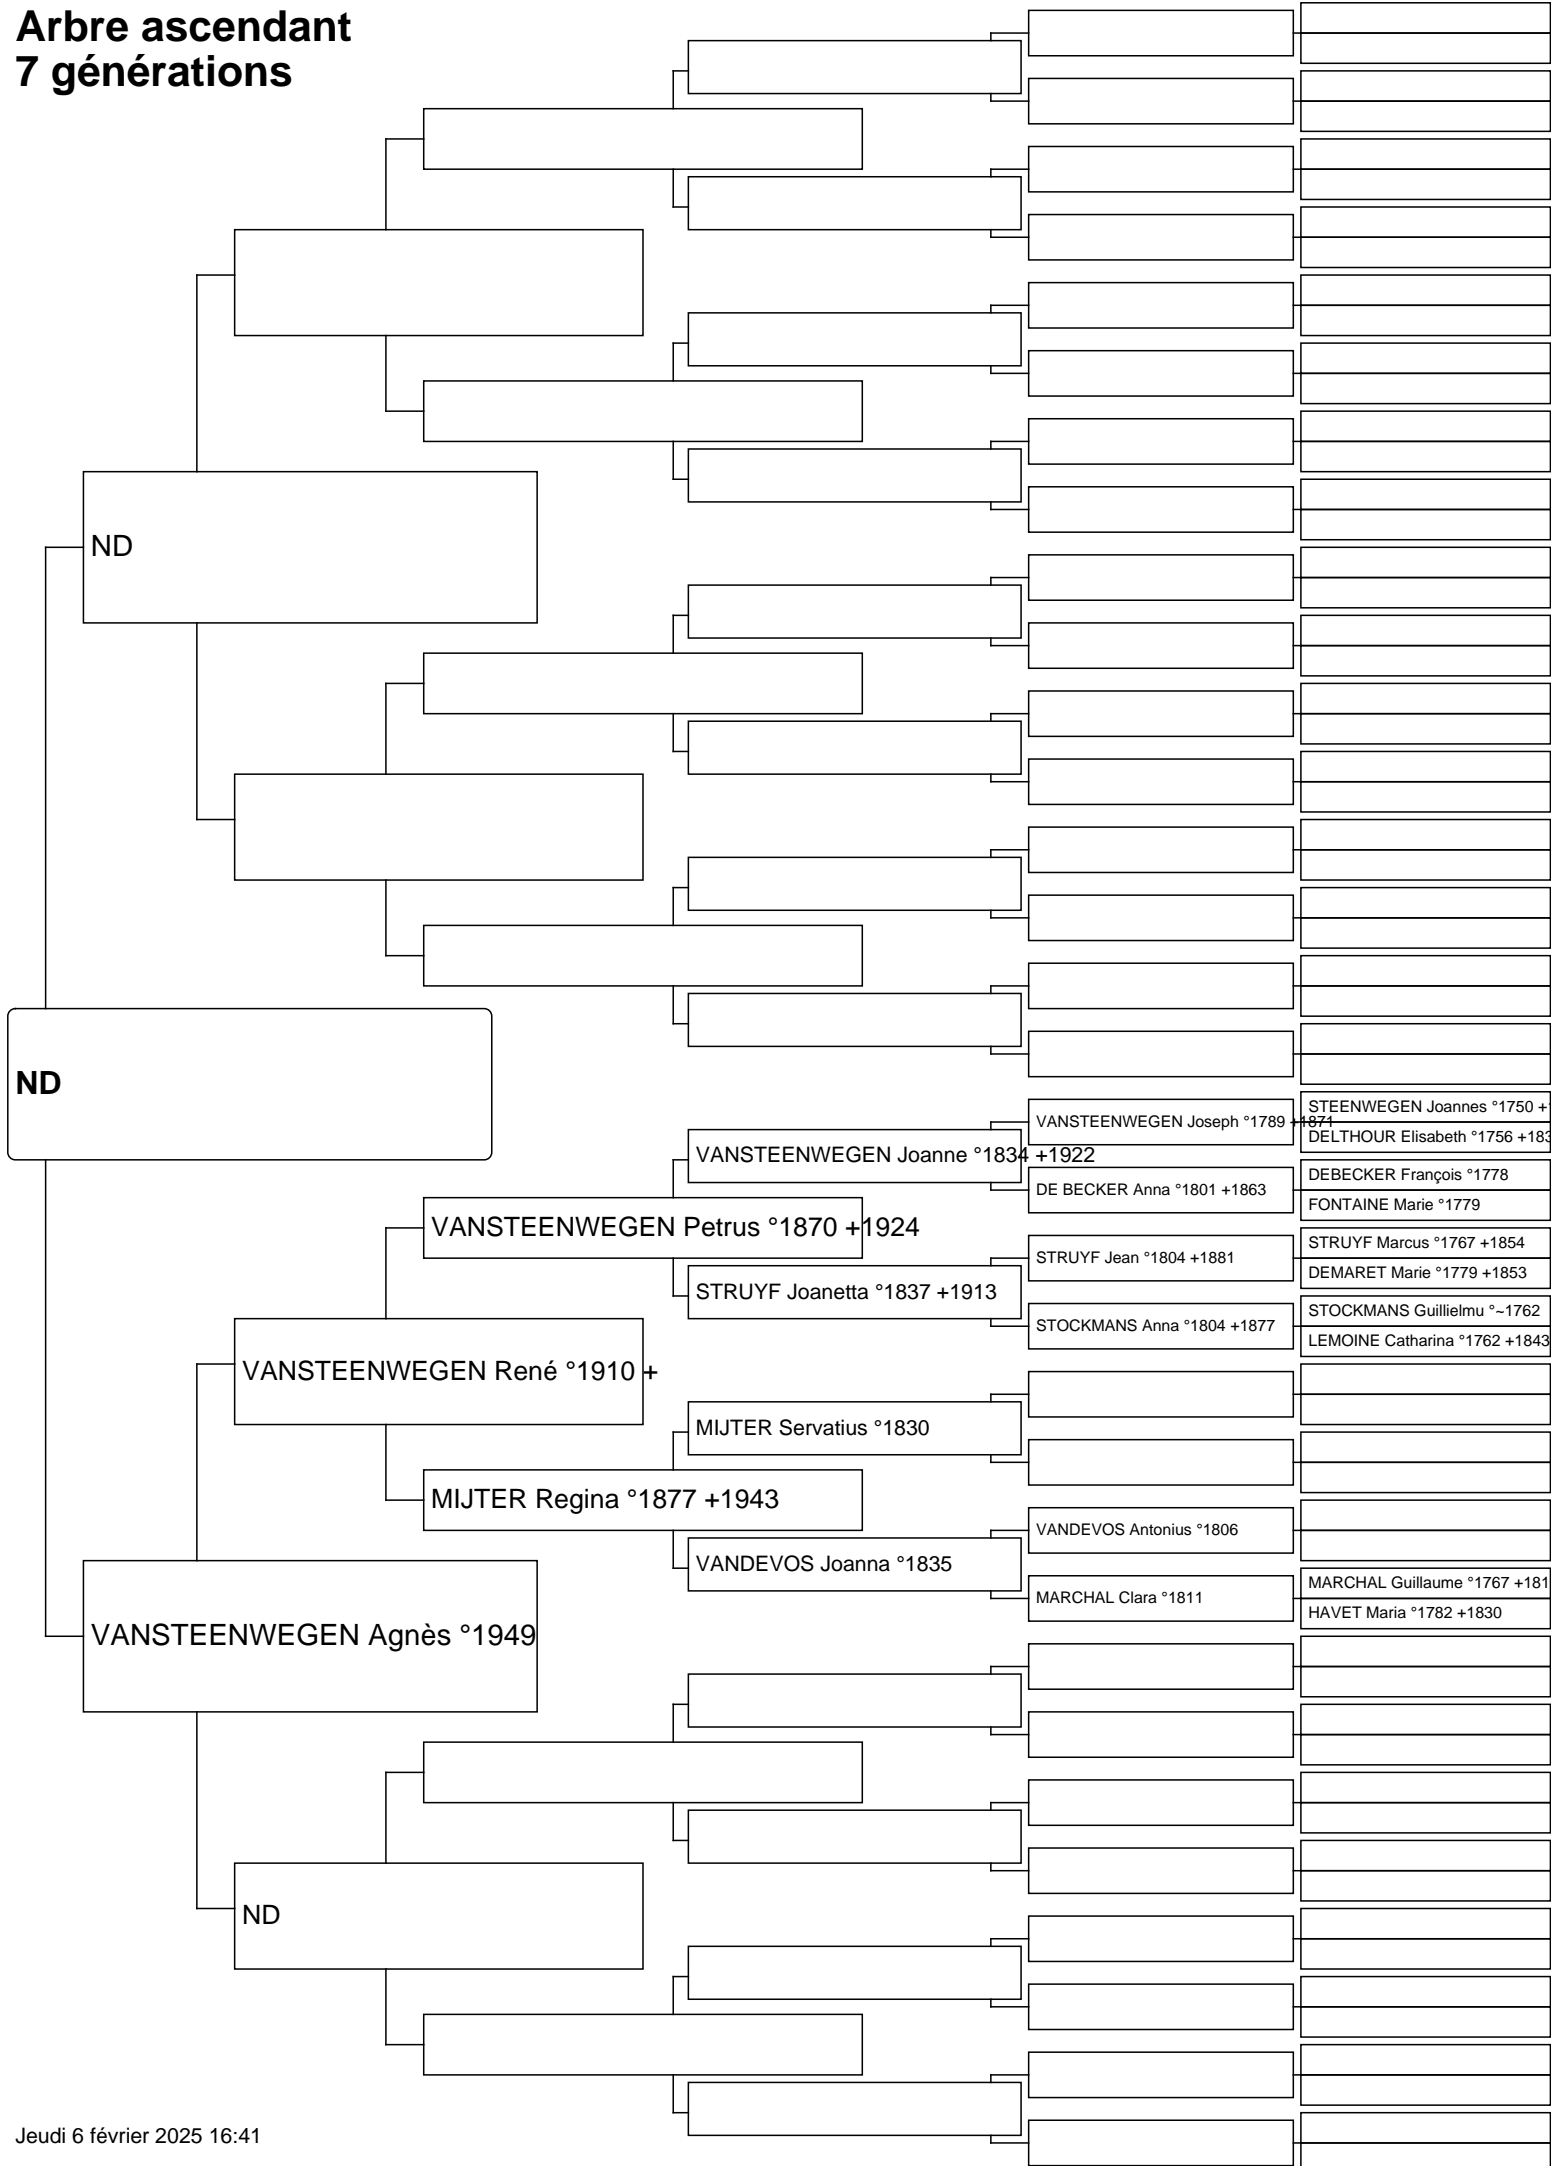 Arbre ascendant
7 générations
ND
ND
VANSTEENWEGEN Joseph °1789 +1871
STEENWEGEN Joannes °1750 +
DELTHOUR Elisabeth °1756 +183
VANSTEENWEGEN Joanne °1834 +1922
DEBECKER François °1778
DE BECKER Anna °1801 +1863
FONTAINE Marie °1779
VANSTEENWEGEN Petrus °1870 +1924
STRUYF Marcus °1767 +1854
STRUYF Jean °1804 +1881
DEMARET Marie °1779 +1853
STRUYF Joanetta °1837 +1913
STOCKMANS Guillielmu °~1762
STOCKMANS Anna °1804 +1877
LEMOINE Catharina °1762 +1843
VANSTEENWEGEN René °1910 +
MIJTER Servatius °1830
MIJTER Regina °1877 +1943
VANDEVOS Antonius °1806
VANDEVOS Joanna °1835
MARCHAL Guillaume °1767 +181
MARCHAL Clara °1811
HAVET Maria °1782 +1830
VANSTEENWEGEN Agnès °1949
ND
Jeudi 6 février 2025 16:41